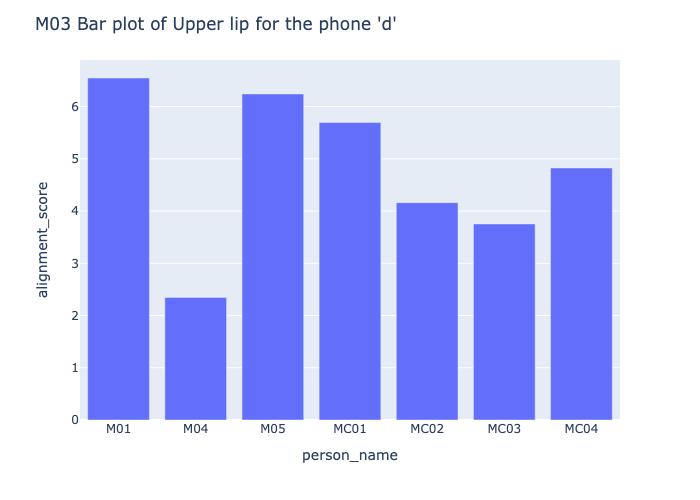 M03 Bar plot of Upper lip for the phone 'd'
alignment_score
6
5
4
3
2
1
0
M01 M04 M05 MC01 MC02 MC03 MC04
person_name